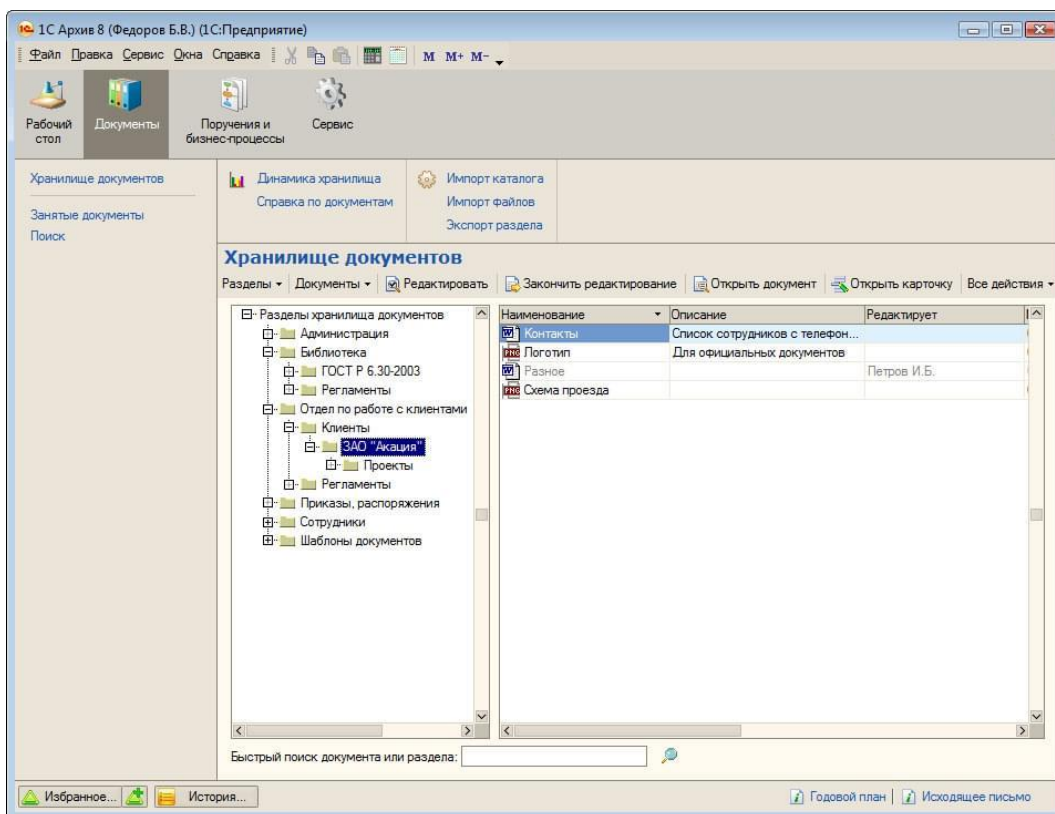 1С Архив 8 (Федоров Б.В.) (1С:Предприятие)
Файл Правка Сервис Окна Справка M M+ M-
Рабочий стол
Документы
Поручения и бизнес-процессы
Сервис
Хранилище документов
Занятые документы
Поиск
Динамика хранилища
Справка по документам
Импорт каталога
Импорт файлов
Экспорт раздела
Хранилище документов
Разделы Документы Редактировать Закончить редактирование Открыть документ Открыть карточку Все действия
Разделы хранилища документов
Администрация
Библиотека
ГОСТ Р 6.30-2003
Регламенты
Отдел по работе с клиентами
Клиенты
ЗАО "Акация"
Проекты
Регламенты
Приказы, распоряжения
Сотрудники
Шаблоны документов
Наименование Описание Редактирует
Контакты Список сотрудников с телефон...
PNG Логотип Для официальных документов
Разное Петров И.Б.
PNG Схема проезда
Быстрый поиск документа или раздела:
Избранное... История... Годовой план Исходящее письмо